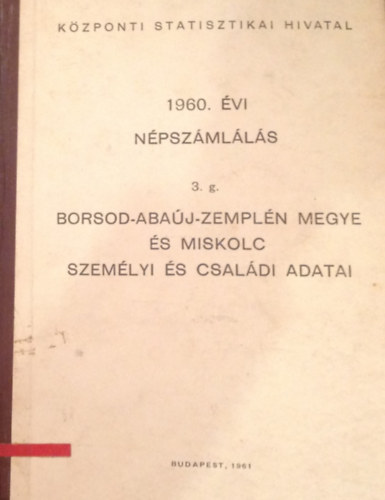 KÖZPONTI STATISZTIKAI HIVATAL
1960. ÉVI
NÉPSZÁMLÁLÁS
3. g.
BORSOD-ABAÚJ-ZEMPLÉN MEGYE
ÉS MISKOLC
SZEMÉLYI ÉS CSALÁDI ADATAI
BUDAPEST, 1961